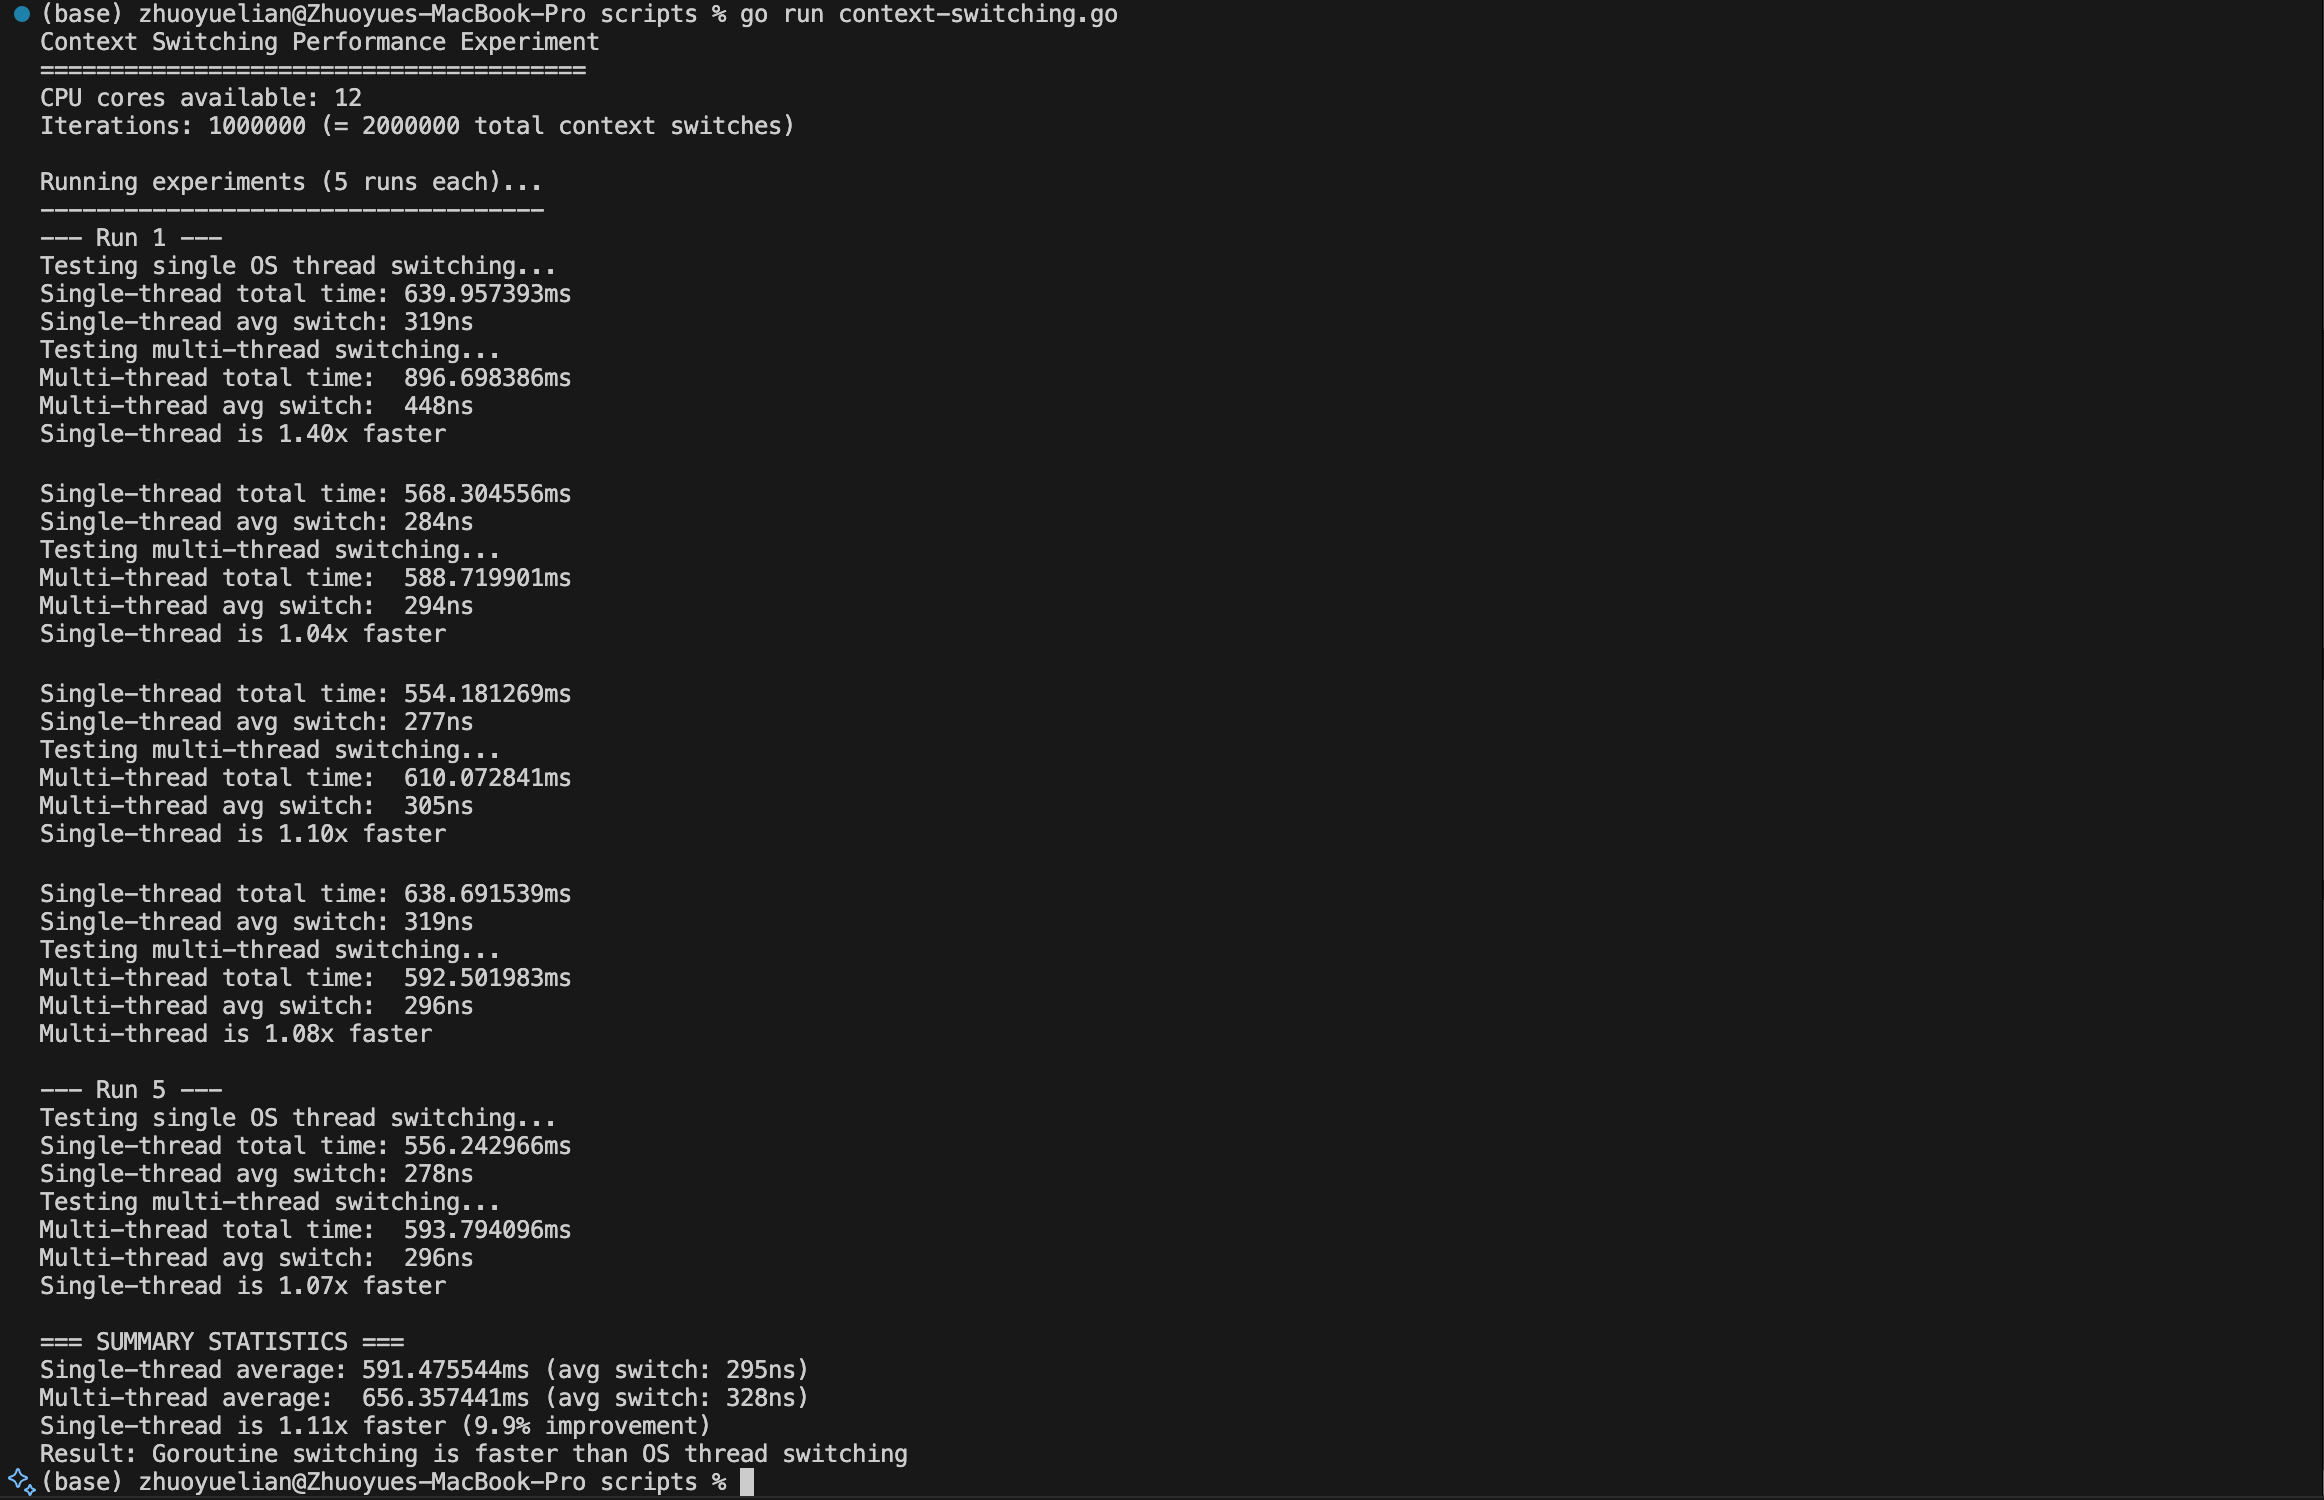 (base) zhuoyuelian@Zhuoyues-MacBook-Pro scripts % go run context-switching.go
Context Switching Performance Experiment
=======================================
CPU cores available: 12
Iterations: 1000000 (= 2000000 total context switches)
Running experiments (5 runs each)...
------------------------------------
--- Run 1 ---
Testing single OS thread switching...
Single-thread total time: 639.957393ms
Single-thread avg switch: 319ns
Testing multi-thread switching...
Multi-thread total time:  896.698386ms
Multi-thread avg switch:  448ns
Single-thread is 1.40x faster
Single-thread total time: 568.304556ms
Single-thread avg switch: 284ns
Testing multi-thread switching...
Multi-thread total time:  588.719901ms
Multi-thread avg switch:  294ns
Single-thread is 1.04x faster
Single-thread total time: 554.181269ms
Single-thread avg switch: 277ns
Testing multi-thread switching...
Multi-thread total time:  610.072841ms
Multi-thread avg switch:  305ns
Single-thread is 1.10x faster
Single-thread total time: 638.691539ms
Single-thread avg switch: 319ns
Testing multi-thread switching...
Multi-thread total time:  592.501983ms
Multi-thread avg switch:  296ns
Multi-thread is 1.08x faster
--- Run 5 ---
Testing single OS thread switching...
Single-thread total time: 556.242966ms
Single-thread avg switch: 278ns
Testing multi-thread switching...
Multi-thread total time:  593.794096ms
Multi-thread avg switch:  296ns
Single-thread is 1.07x faster
=== SUMMARY STATISTICS ===
Single-thread average: 591.475544ms (avg switch: 295ns)
Multi-thread average:  656.357441ms (avg switch: 328ns)
Single-thread is 1.11x faster (9.9% improvement)
Result: Goroutine switching is faster than OS thread switching
(base) zhuoyuelian@Zhuoyues-MacBook-Pro scripts %